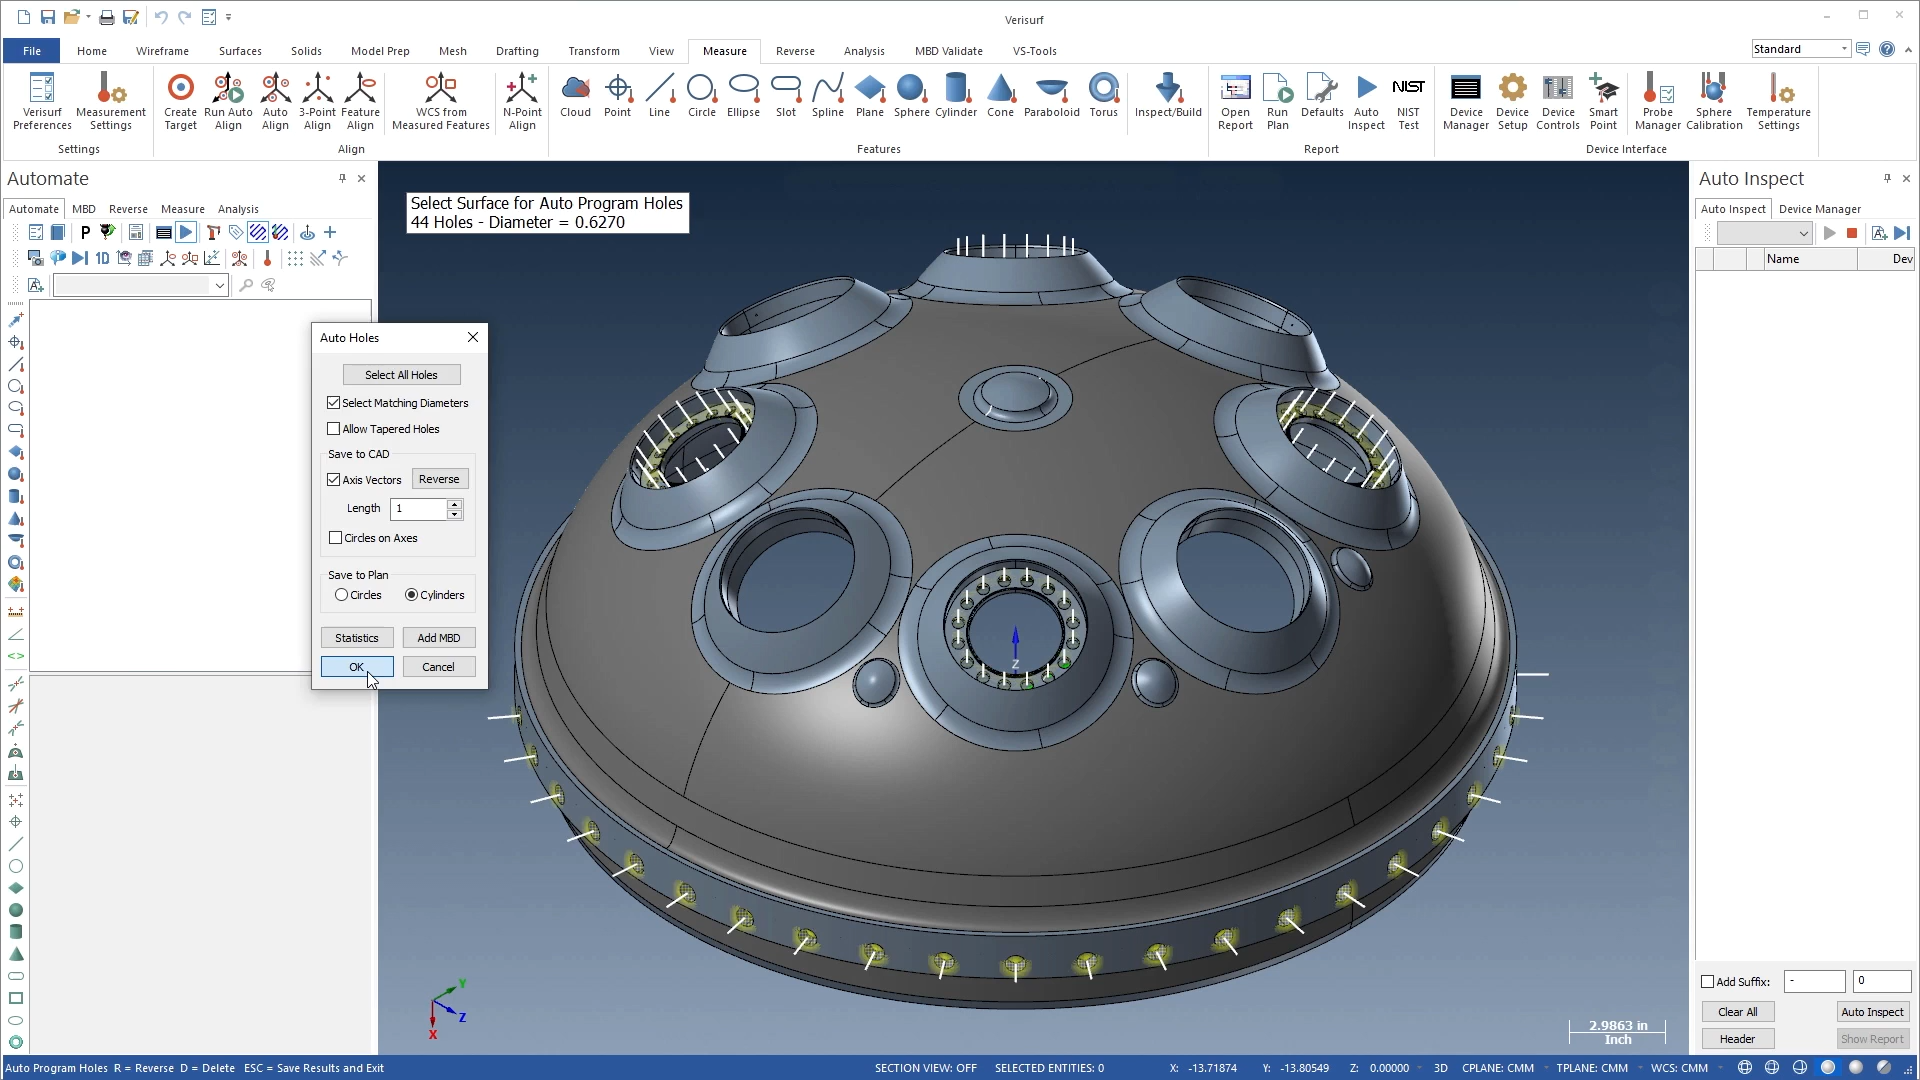 Verisurf
File Home Wireframe Surfaces Solids Model Prep Mesh Drafting Transform View Measure Reverse Analysis MBD Validate VS-Tools Standard
NIST
Verisurf Preferences
Measurement Settings
Settings
Create Target
Run Auto Align
Auto Align
3-Point Align
Feature Align
WCS from Measured Features
N-Point Align
Align
Cloud Point Line Circle Ellipse Slot Spline Plane Sphere Cylinder Cone Paraboloid Torus
Features
Inspect/Build
Open Report
Run Plan
Defaults
Auto Inspect
NIST Test
Report
Device Manager
Device Setup
Device Controls
Smart Point
Probe Manager
Sphere Calibration
Temperature Settings
Device Interface
Automate
Automate MBD Reverse Measure Analysis
P
1D
Select Surface for Auto Program Holes
44 Holes - Diameter = 0.6270
Auto Holes
Select All Holes
Select Matching Diameters
Allow Tapered Holes
Save to CAD
Axis Vectors Reverse
Length 1
Circles on Axes
Save to Plan
Circles Cylinders
Statistics Add MBD
OK Cancel
Z
Y
Z
X
2.9863 in
Inch
Auto Inspect
Auto Inspect Device Manager
Name Dev
Add Suffix: - 0
Clear All Auto Inspect
Header Show Report
Auto Program Holes R = Reverse D = Delete ESC = Save Results and Exit SECTION VIEW: OFF SELECTED ENTITIES: 0 X: -13.71874 Y: -13.80549 Z: 0.00000 3D CPLANE: CMM TPLANE: CMM WCS: CMM